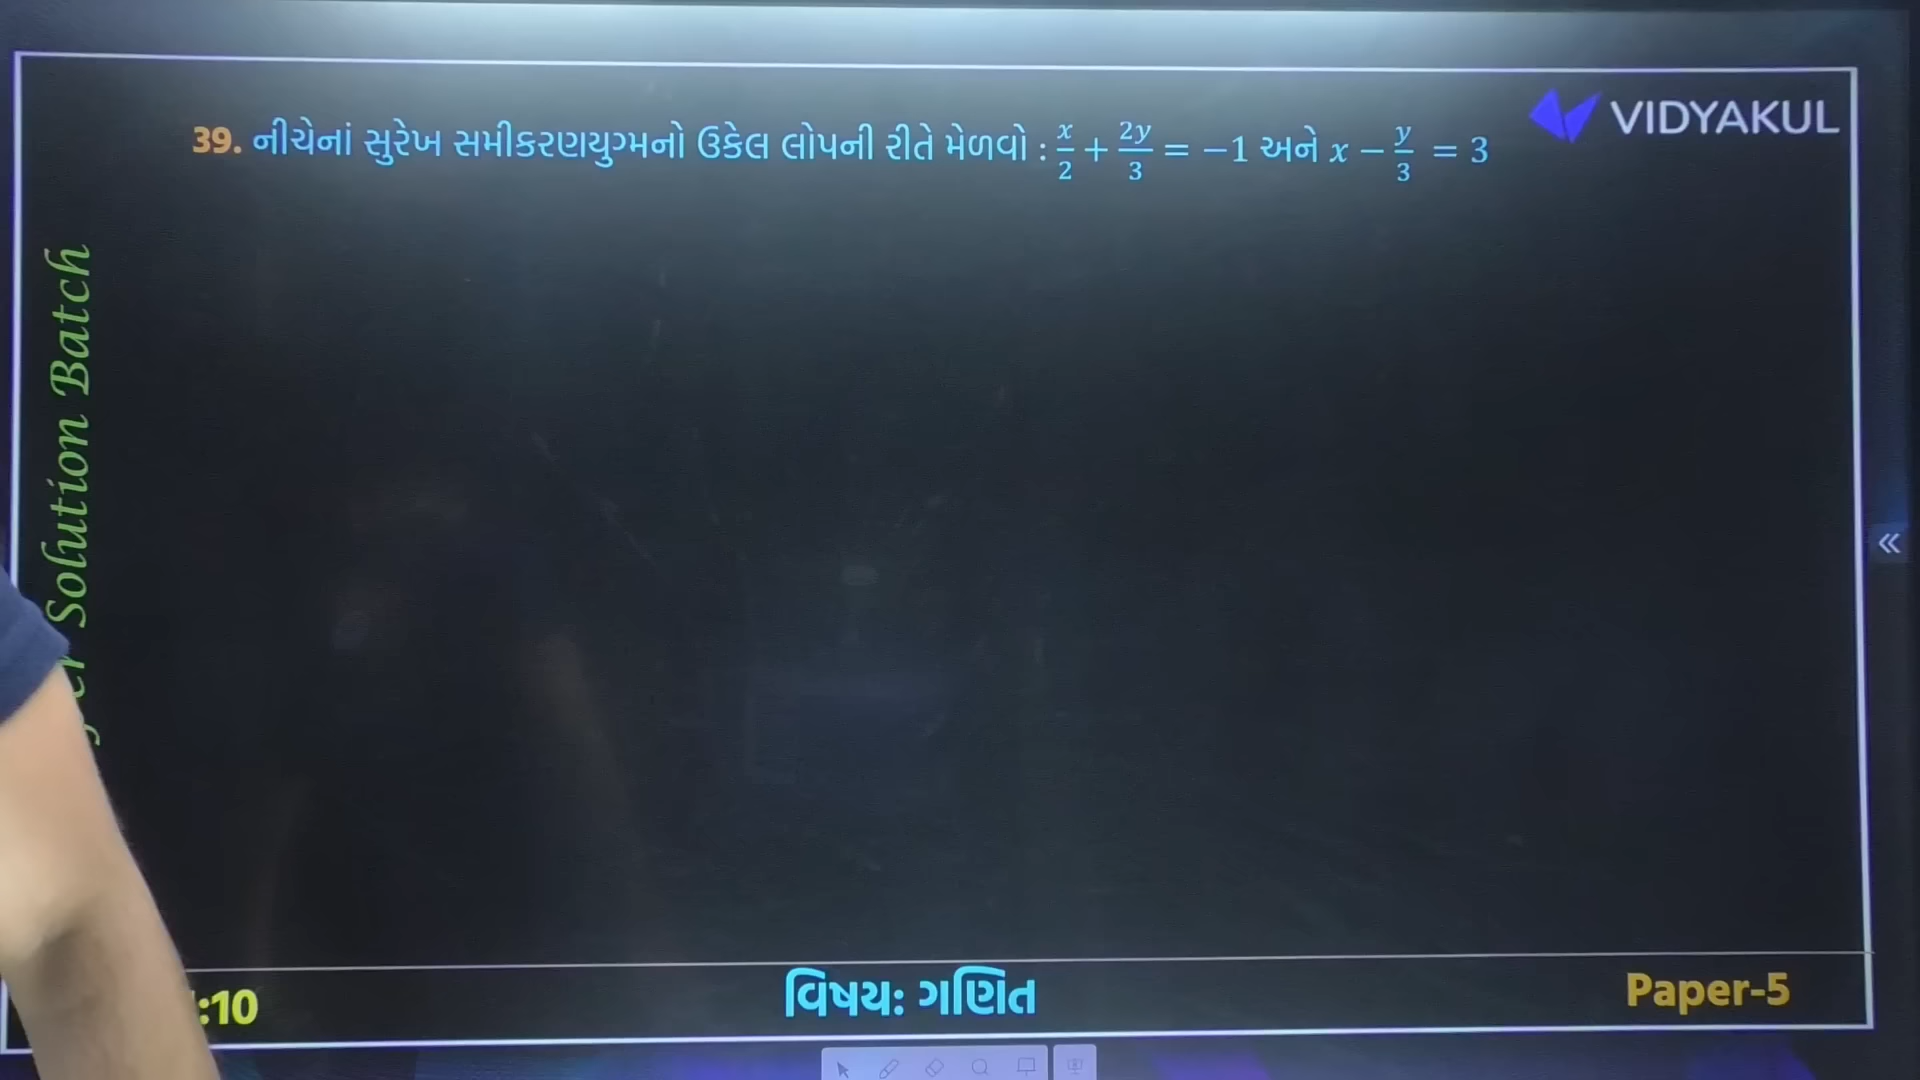 VIDYAKUL
39. નીચેનાં સુરેખ સમીકરણયુગ્મનો ઉકેલ લોપની રીતે મેળવો : x/2 + 2y/3 = −1 અને x − y/3 = 3
Solution Batch
:10
વિષય: ગણિત
Paper-5